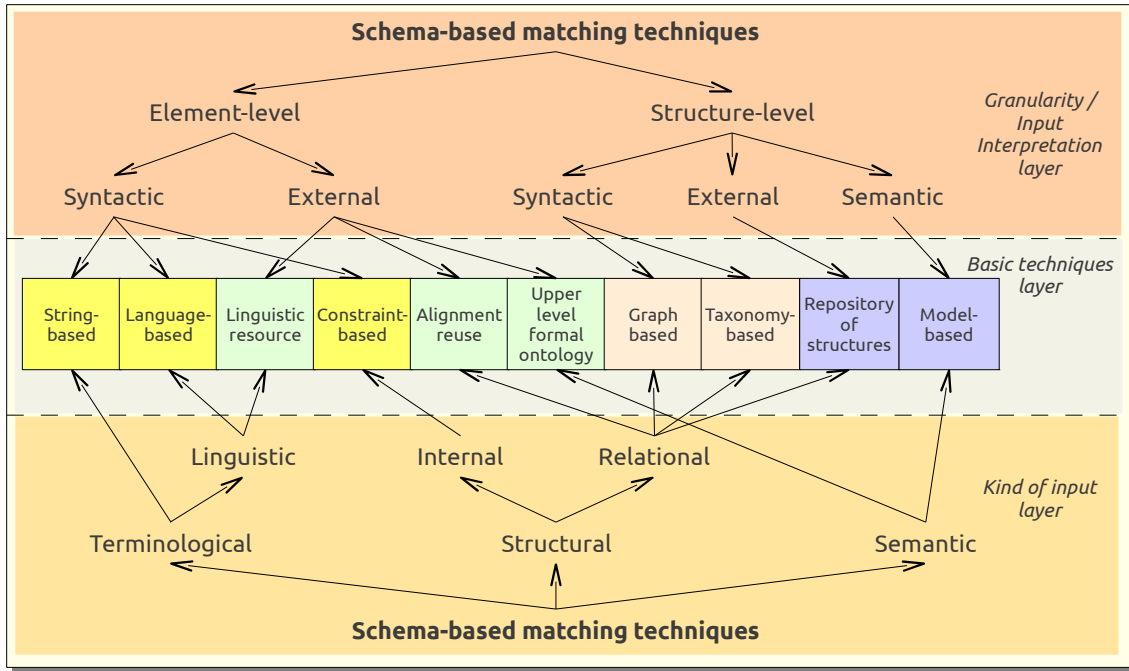 Schema-based matching techniques
Element-level
Structure-level
Granularity /
Input
Interpretation
layer
Syntactic
External
Syntactic
External
Semantic
Basic techniques
layer
String-
based
Language-
based
Linguistic
resource
Constraint-
based
Alignment
reuse
Upper
level
formal
ontology
Graph
based
Taxonomy-
based
Repository
of
structures
Model-
based
Linguistic
Internal
Relational
Kind of input
layer
Terminological
Structural
Semantic
Schema-based matching techniques